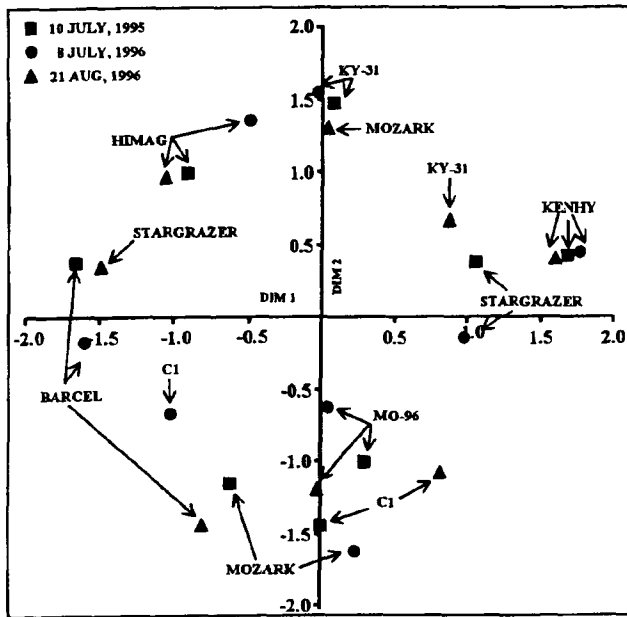 10 JULY, 1995
8 JULY, 1996
21 AUG, 1996
2.0
KY-31
1.5
HIMAG
MOZARK
1.0
KY-31
KENHY
STARGRAZER
0.5
DIM 1
DIM 2
STARGRAZER
-2.0
-1.5
-1.0
-0.5
0.5
1.0
1.5
2.0
C1
-0.5
BARCEL
MO-96
-1.0
C1
-1.5
MOZARK
-2.0